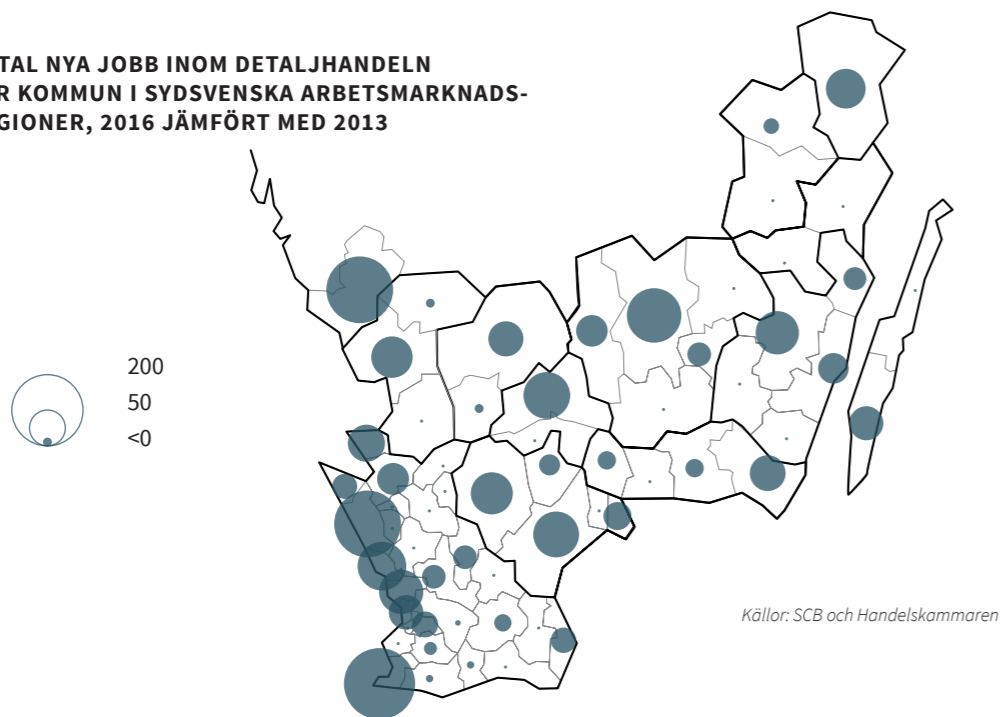 TAL NYA JOBB INOM DETALJHANDELN
R KOMMUN I SYDSVENSKA ARBETSMARKNADS-
GIONER, 2016 JÄMFÖRT MED 2013
200
50
<0
Källor: SCB och Handelskammaren